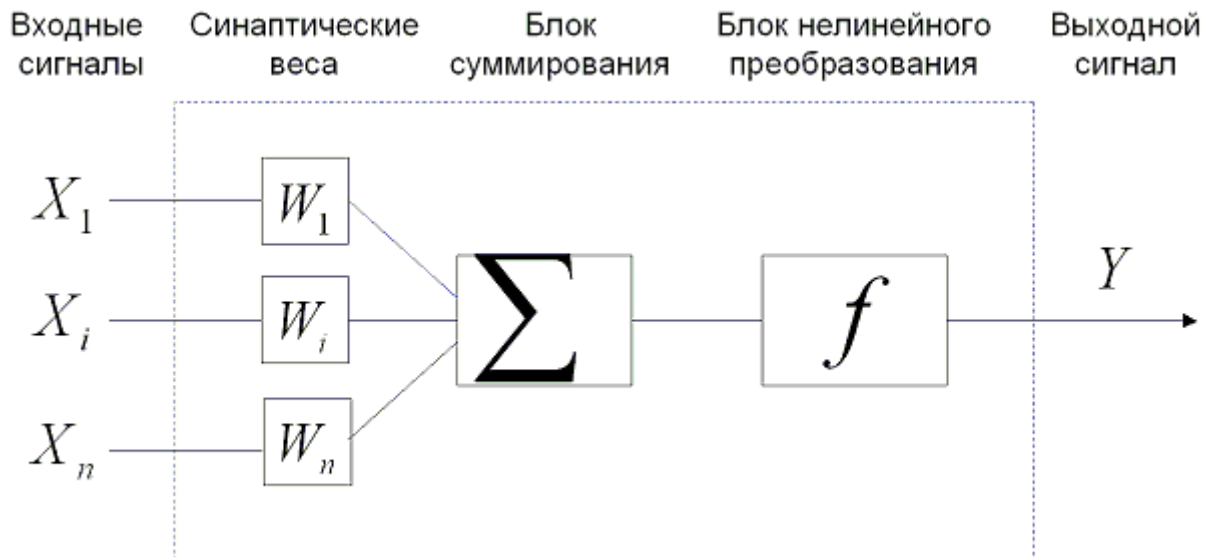 Входные сигналы
Синаптические веса
Блок суммирования
Блок нелинейного преобразования
Выходной сигнал
X₁
W₁
Xᵢ
Wᵢ
∑
f
Y
Xₙ
Wₙ